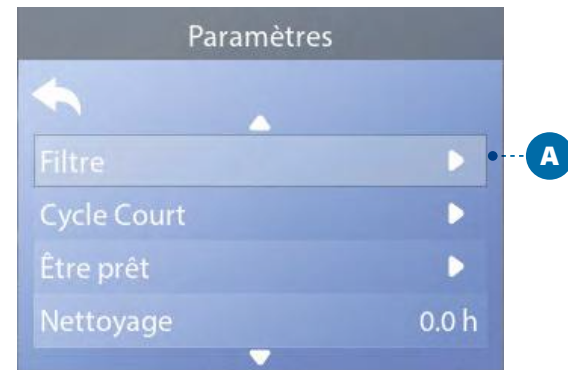 Paramètres
Filtre
A
Cycle Court
Être prêt
Nettoyage 0.0 h